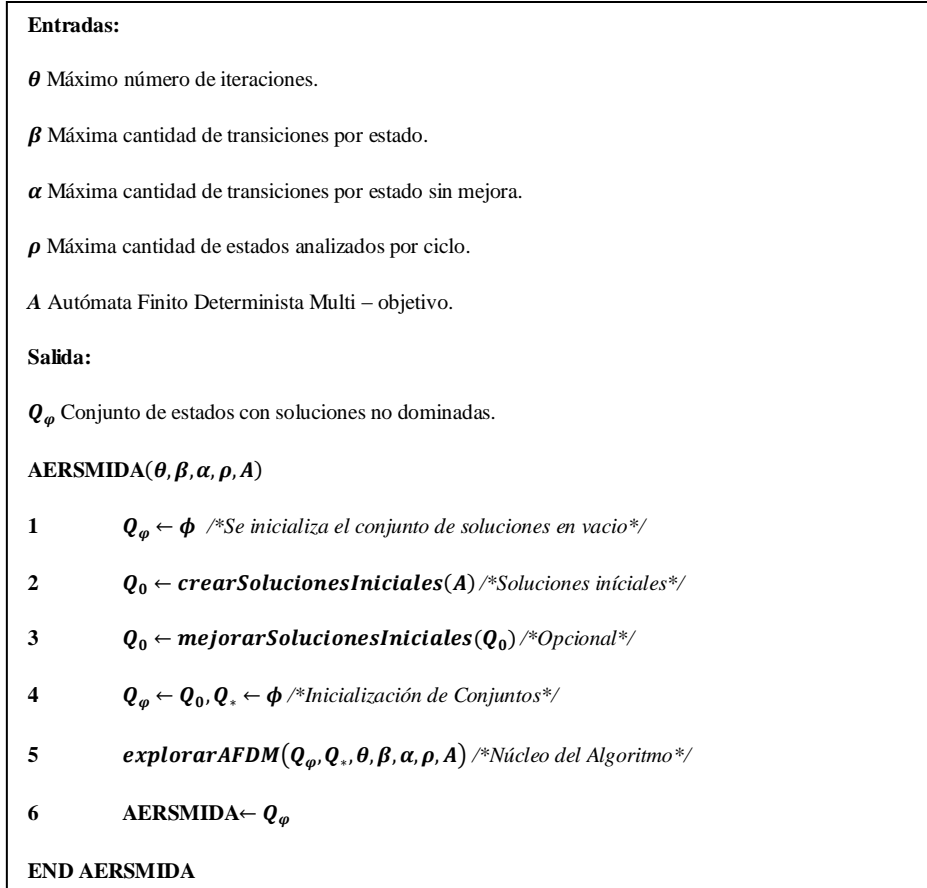 Entradas:
θ Máximo número de iteraciones.
β Máxima cantidad de transiciones por estado.
α Máxima cantidad de transiciones por estado sin mejora.
ρ Máxima cantidad de estados analizados por ciclo.
A Autómata Finito Determinista Multi – objetivo.
Salida:
Q_φ Conjunto de estados con soluciones no dominadas.
AERSMIDA(θ, β, α, ρ, A)
1 Q_φ ← ϕ /*Se inicializa el conjunto de soluciones en vacio*/
2 Q_0 ← crearSolucionesIniciales(A) /*Soluciones iníciales*/
3 Q_0 ← mejorarSolucionesIniciales(Q_0) /*Opcional*/
4 Q_φ ← Q_0, Q_* ← ϕ /*Inicialización de Conjuntos*/
5 explorarAFDM(Q_φ, Q_*, θ, β, α, ρ, A) /*Núcleo del Algoritmo*/
6 AERSMIDA← Q_φ
END AERSMIDA